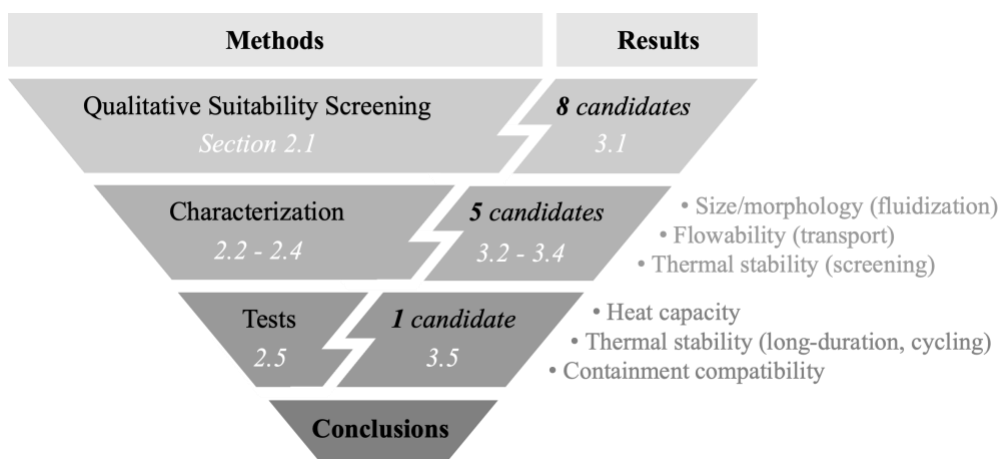 Methods
Results
Qualitative Suitability Screening
8 candidates
Section 2.1
3.1
Characterization
5 candidates
2.2 - 2.4
3.2 - 3.4
• Size/morphology (fluidization)
• Flowability (transport)
• Thermal stability (screening)
Tests
1 candidate
2.5
3.5
• Heat capacity
• Thermal stability (long-duration, cycling)
• Containment compatibility
Conclusions